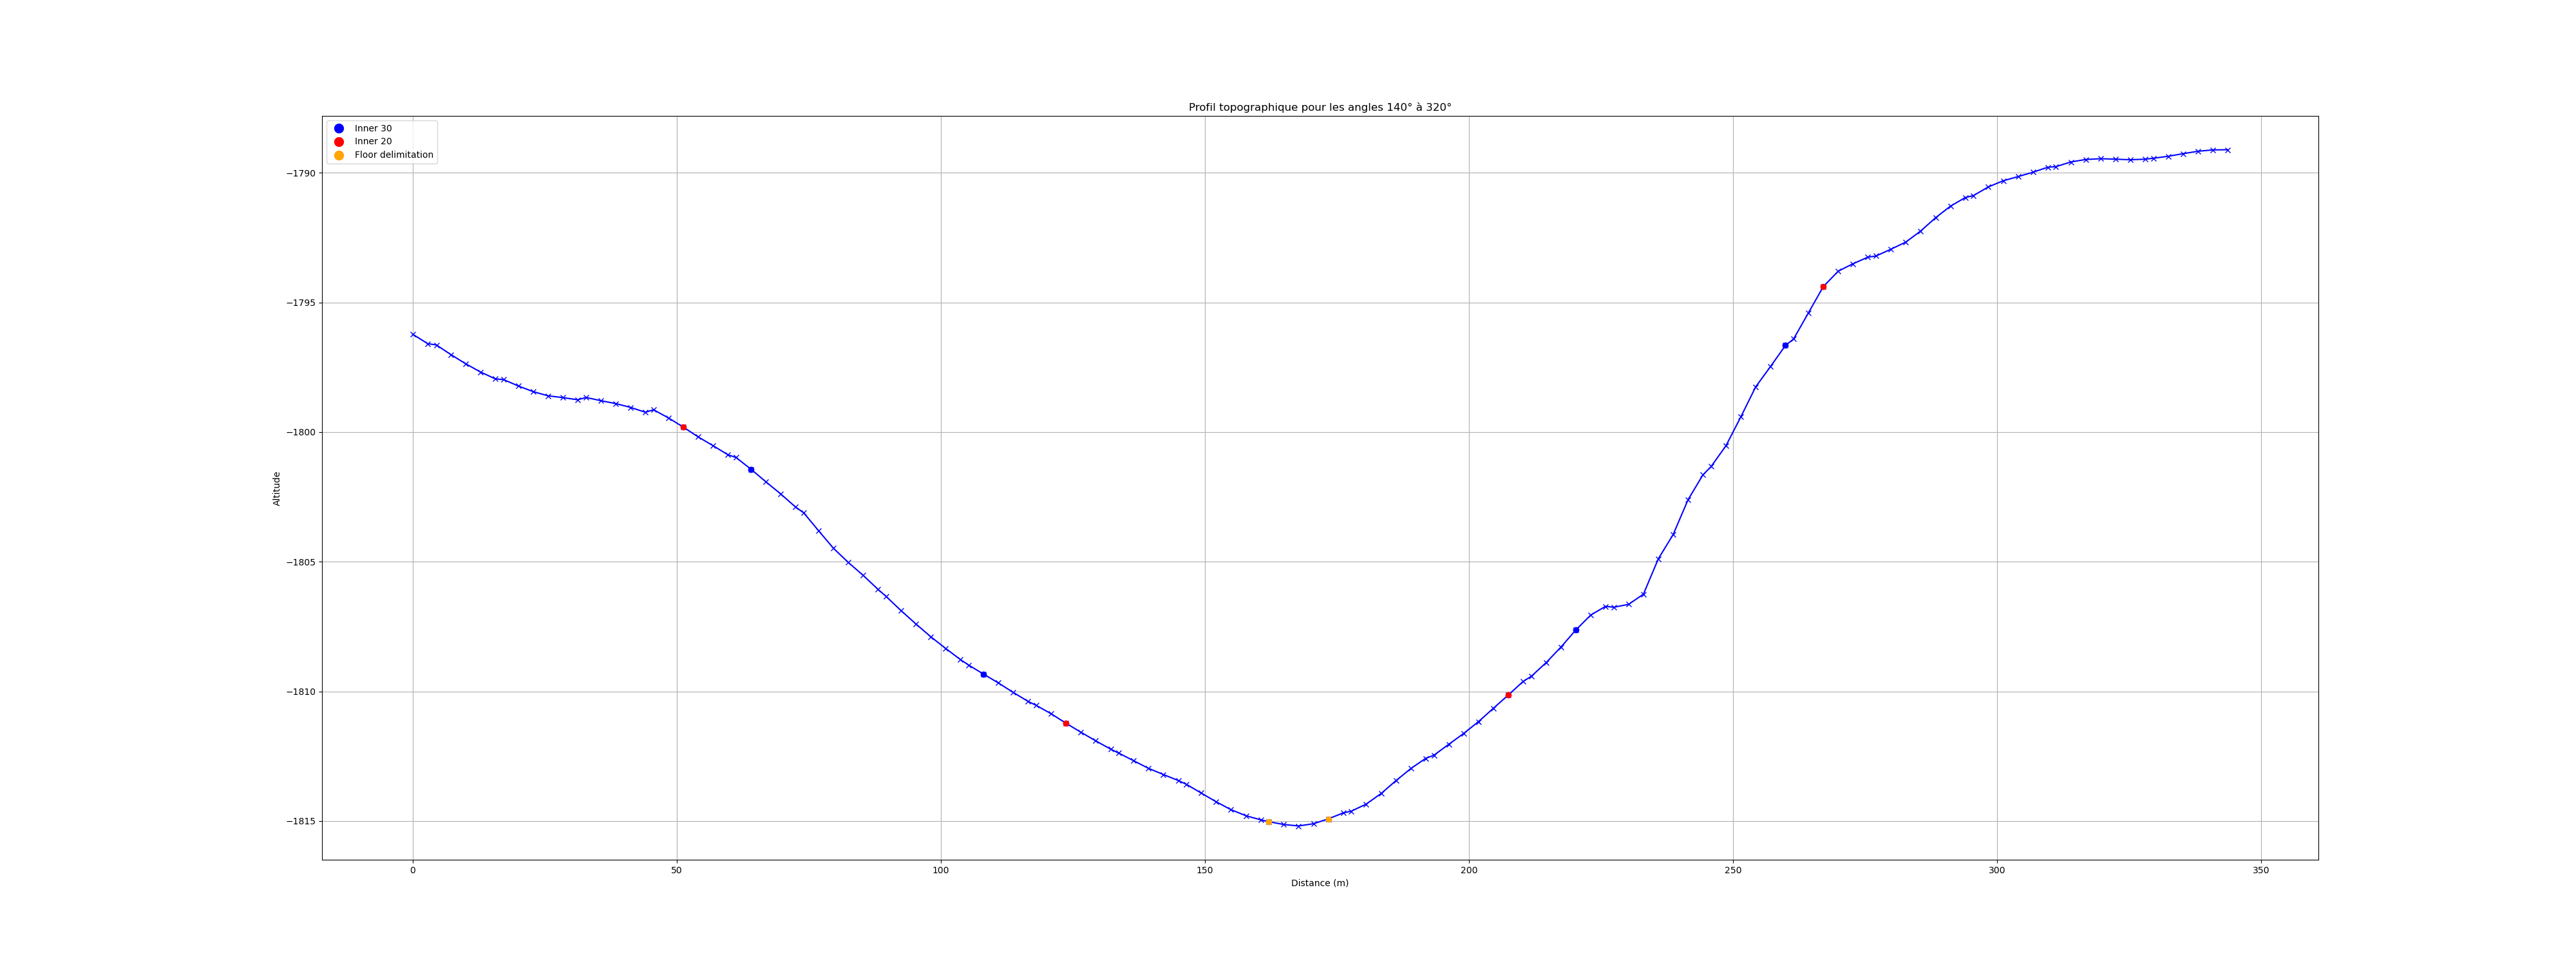 Profil topographique pour les angles 140° à 320°
Inner 30
Inner 20
Floor delimitation
−1790
−1795
−1800
−1805
−1810
−1815
Altitude
0 50 100 150 200 250 300 350
Distance (m)